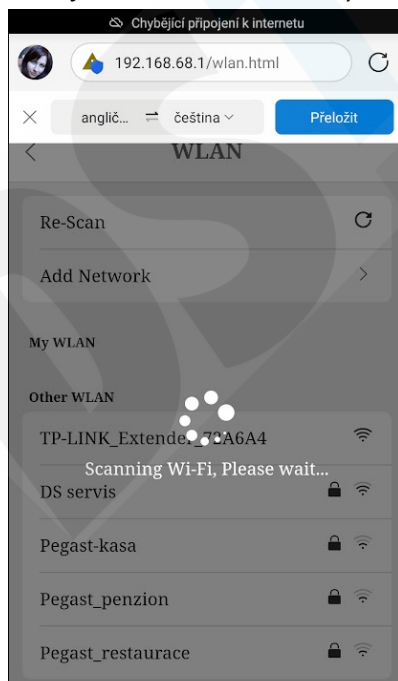 Chybějící připojení k internetu
192.168.68.1/wlan.html
anglič... čeština
Přeložit
WLAN
Re-Scan
Add Network
My WLAN
Other WLAN
TP-LINK_Extender_72A6A4
Scanning Wi-Fi, Please wait...
DS servis
Pegast-kasa
Pegast_penzion
Pegast_restaurace